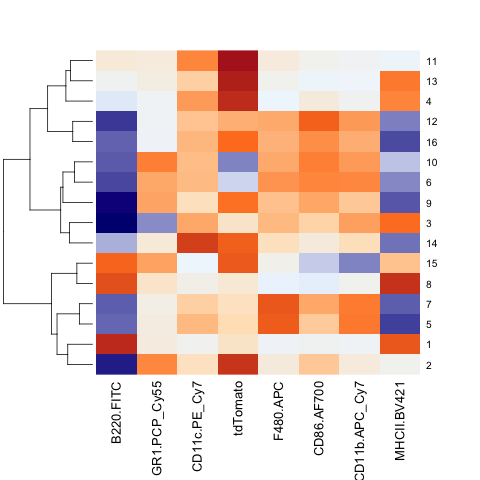 11
13
4
12
16
10
6
9
3
14
15
8
7
5
1
2
B220.FITC
GR1.PCP_Cy55
CD11c.PE_Cy7
tdTomato
F480.APC
CD86.AF700
CD11b.APC_Cy7
MHCII.BV421